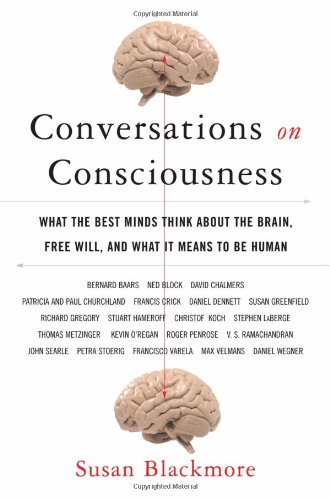 Conversations on
Consciousness
WHAT THE BEST MINDS THINK ABOUT THE BRAIN,
FREE WILL, AND WHAT IT MEANS TO BE HUMAN
BERNARD BAARS NED BLOCK DAVID CHALMERS
PATRICIA AND PAUL CHURCHLAND FRANCIS CRICK DANIEL DENNETT SUSAN GREENFIELD
RICHARD GREGORY STUART HAMEROFF CHRISTOF KOCH STEPHEN LaBERGE
THOMAS METZINGER KEVIN O'REGAN ROGER PENROSE V. S. RAMACHANDRAN
JOHN SEARLE PETRA STOERIG FRANCISCO VARELA MAX VELMANS DANIEL WEGNER
Susan Blackmore